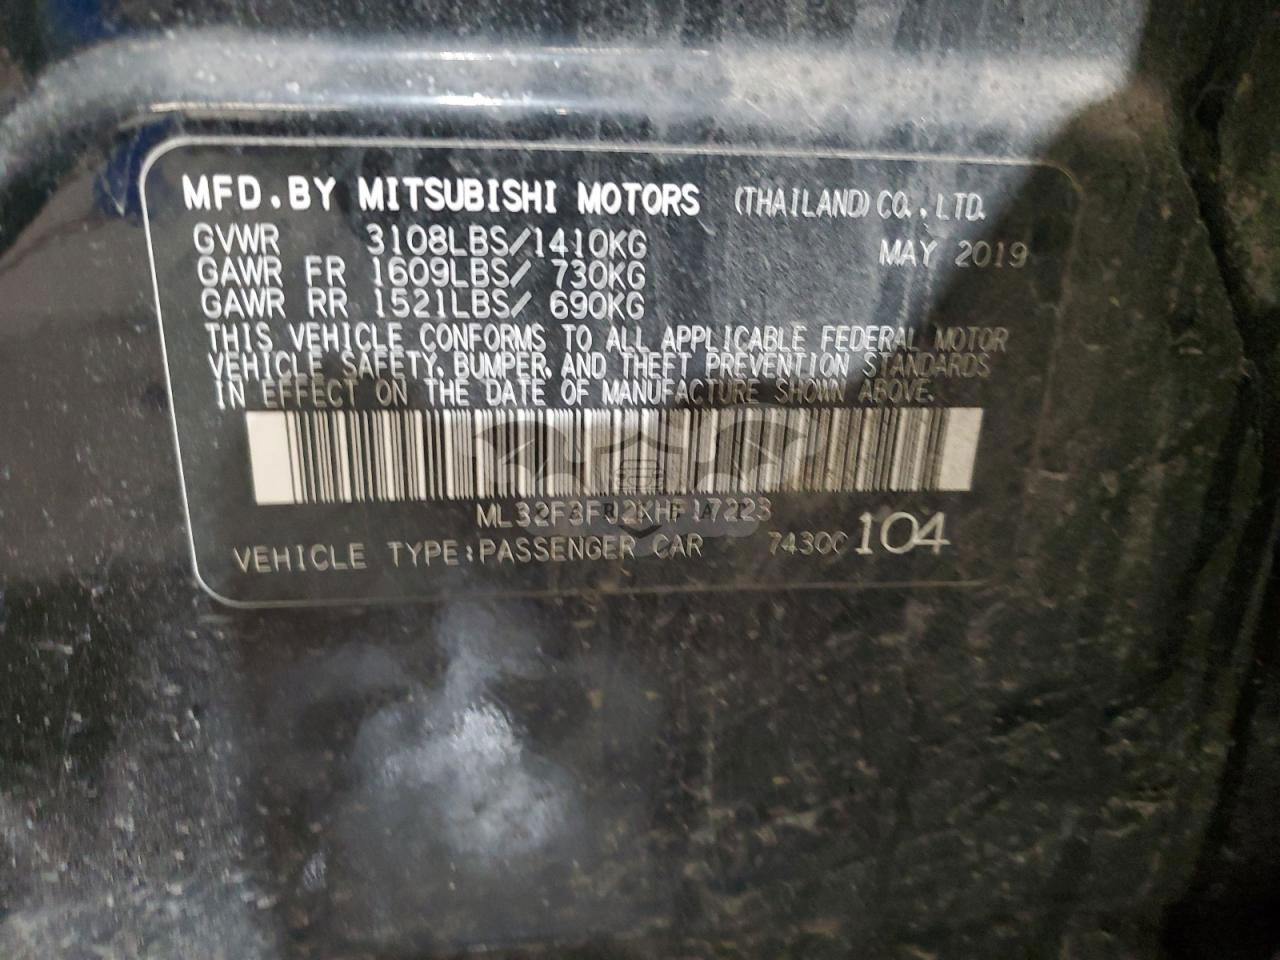 MFD.BY MITSUBISHI MOTORS (THAILAND) CO.,LTD.
GVWR 3108LBS/1410KG MAY 2019
GAWR FR 1609LBS/ 730KG
GAWR RR 1521LBS/ 690KG
THIS VEHICLE CONFORMS TO ALL APPLICABLE FEDERAL MOTOR
VEHICLE SAFETY, BUMPER, AND THEFT PREVENTION STANDARDS
IN EFFECT ON THE DATE OF MANUFACTURE SHOWN ABOVE.
ML32F3FJ2KHF17223
VEHICLE TYPE:PASSENGER CAR 104